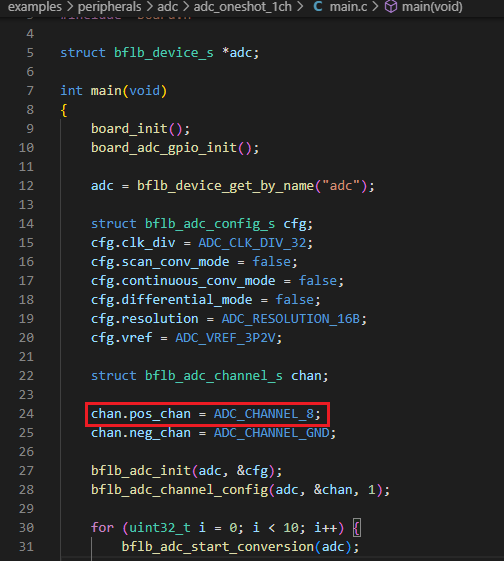 examples > peripherals > adc > adc_oneshot_1ch > C main.c > main(void)
4
5 struct bflb_device_s *adc;
6
7 int main(void)
8 {
9 board_init();
10 board_adc_gpio_init();
11
12 adc = bflb_device_get_by_name("adc");
13
14 struct bflb_adc_config_s cfg;
15 cfg.clk_div = ADC_CLK_DIV_32;
16 cfg.scan_conv_mode = false;
17 cfg.continuous_conv_mode = false;
18 cfg.differential_mode = false;
19 cfg.resolution = ADC_RESOLUTION_16B;
20 cfg.vref = ADC_VREF_3P2V;
21
22 struct bflb_adc_channel_s chan;
23
24 chan.pos_chan = ADC_CHANNEL_8;
25 chan.neg_chan = ADC_CHANNEL_GND;
26
27 bflb_adc_init(adc, &cfg);
28 bflb_adc_channel_config(adc, &chan, 1);
29
30 for (uint32_t i = 0; i < 10; i++) {
31 bflb_adc_start_conversion(adc);